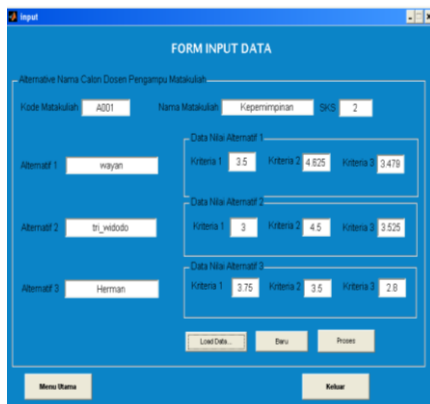 input
FORM INPUT DATA
Alternative Nama Calon Dosen Pengampu Matakuliah
Kode Matakuliah A001 Nama Matakuliah Kepemimpinan SKS 2
Data Nilai Alternatif 1
Alternatif 1 wayan Kriteria 1 3.5 Kriteria 2 4.625 Kriteria 3 3.479
Data Nilai Alternatif 2
Alternatif 2 tri_widodo Kriteria 1 3 Kriteria 2 4.5 Kriteria 3 3.525
Data Nilai Alternatif 3
Alternatif 3 Herman Kriteria 1 3.75 Kriteria 2 3.5 Kriteria 3 2.8
Load Data... Baru Proses
Menu Utama Keluar